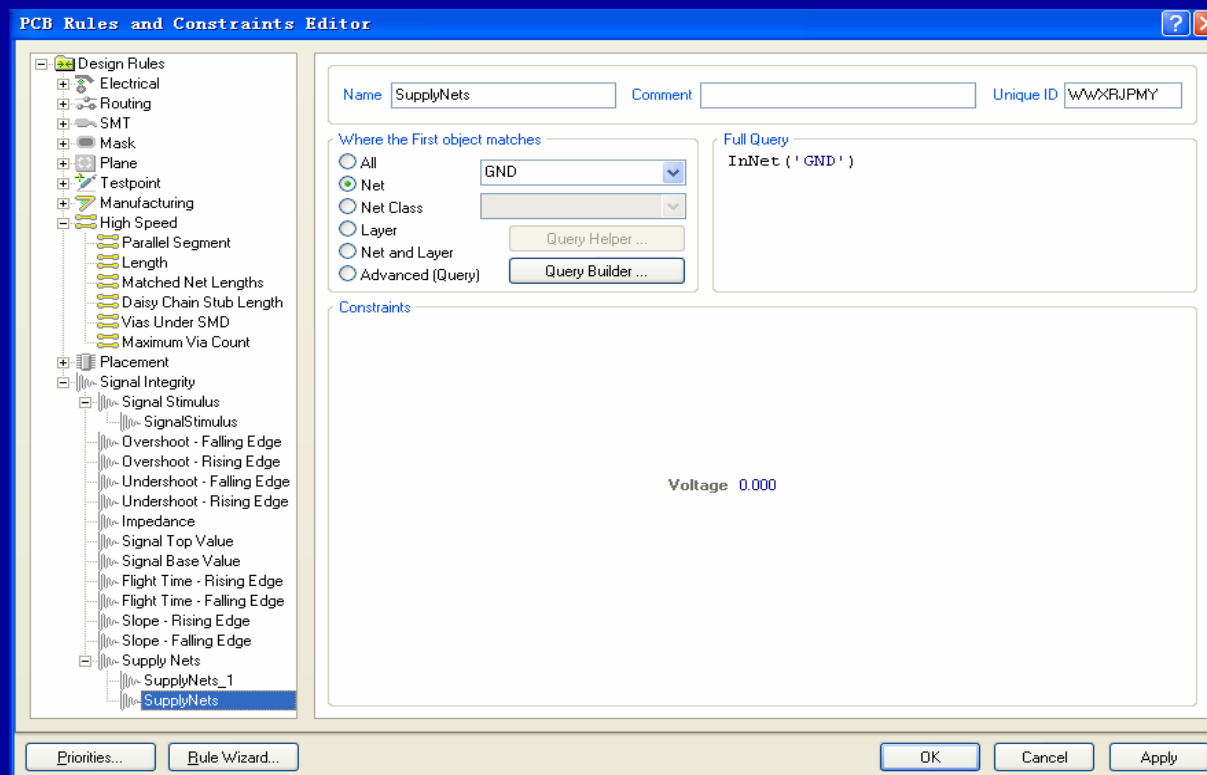 PCB Rules and Constraints Editor
Design Rules
Electrical
Routing
SMT
Mask
Plane
Testpoint
Manufacturing
High Speed
Parallel Segment
Length
Matched Net Lengths
Daisy Chain Stub Length
Vias Under SMD
Maximum Via Count
Placement
Signal Integrity
Signal Stimulus
SignalStimulus
Overshoot - Falling Edge
Overshoot - Rising Edge
Undershoot - Falling Edge
Undershoot - Rising Edge
Impedance
Signal Top Value
Signal Base Value
Flight Time - Rising Edge
Flight Time - Falling Edge
Slope - Rising Edge
Slope - Falling Edge
Supply Nets
SupplyNets_1
SupplyNets
Name SupplyNets Comment Unique ID WWXRJPMY
Where the First object matches
All
Net
Net Class
Layer
Net and Layer
Advanced (Query)
GND
Query Helper ...
Query Builder ...
Full Query
InNet('GND')
Constraints
Voltage 0.000
Priorities... Rule Wizard... OK Cancel Apply